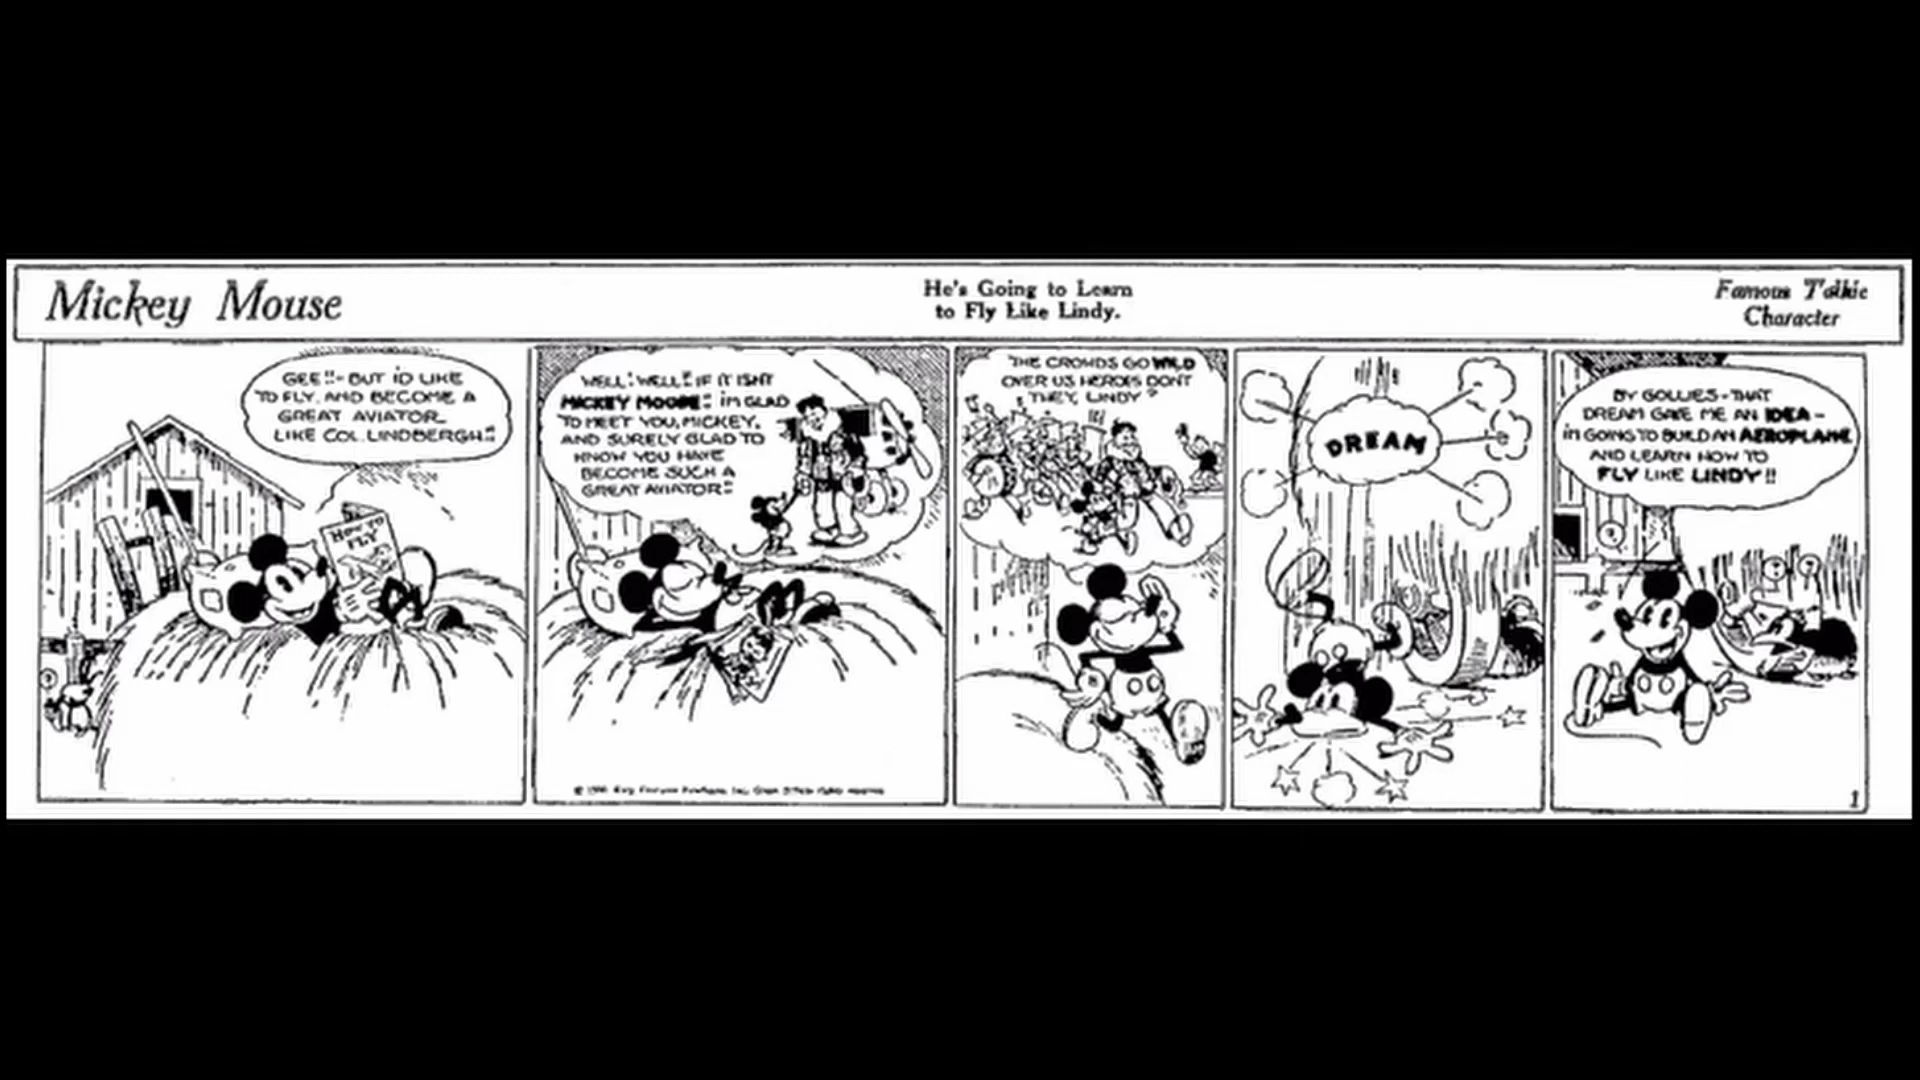 Mickey Mouse
He's Going to Learn
to Fly Like Lindy.
Famous Talkie
Character
GEE!!- BUT I'D LIKE
TO FLY. AND BECOME A
GREAT AVIATOR
LIKE COL. LINDBERGH!!
HOW TO
FLY
WELL! WELL!! IF IT ISN'T
MICKEY MOUSE!! I'M GLAD
TO MEET YOU, MICKEY,
AND SURELY GLAD TO
KNOW YOU HAVE
BECOME SUCH A
GREAT AVIATOR!!
THE CROWDS GO WILD
OVER US HEROES DON'T
THEY, LINDY?
DREAM
BY GOLLIES - THAT
DREAM GAVE ME AN IDEA -
I'M GOING TO BUILD AN AEROPLANE
AND LEARN HOW TO
FLY LIKE LINDY!!
1